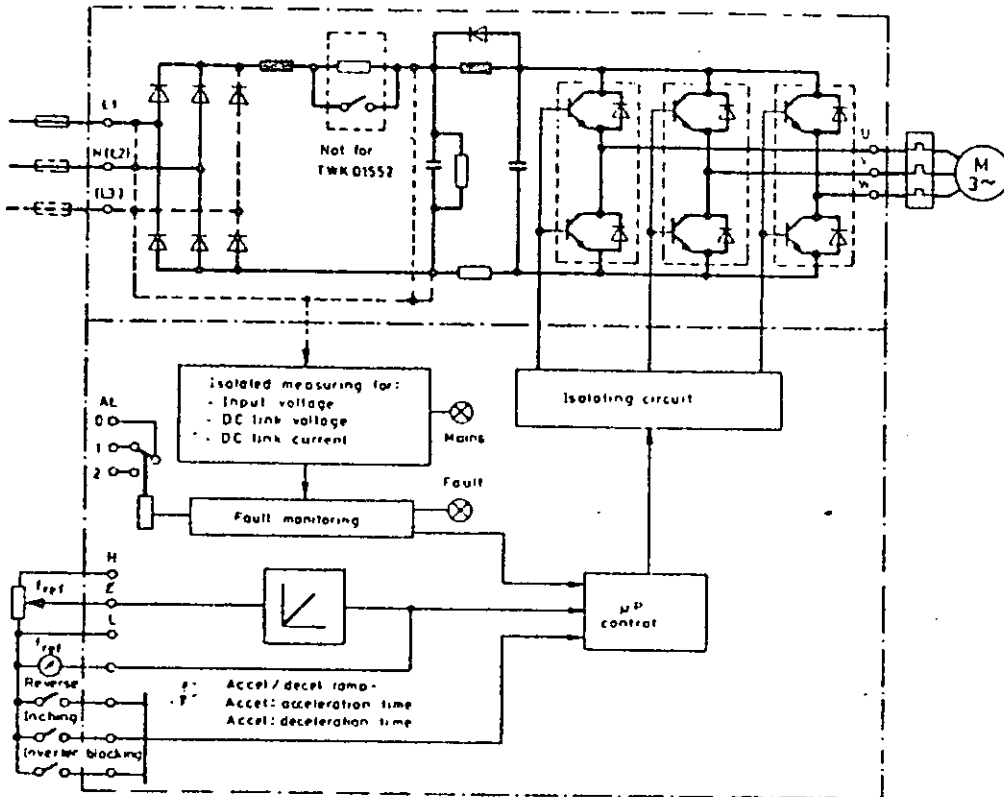 L1
N(L2)
(L3)
Not for
TWKD1552
U
W
M
3~
Isolated measuring for:
- Input voltage
- DC link voltage
- DC link current
Mains
Isolating circuit
AL
0
1
2
Fault
Fault monitoring
H
fref
E
L
fref
µP
control
Reverse
Accel / decel ramp -
Accel: acceleration time
Accel: deceleration time
Inching
Inverter blocking